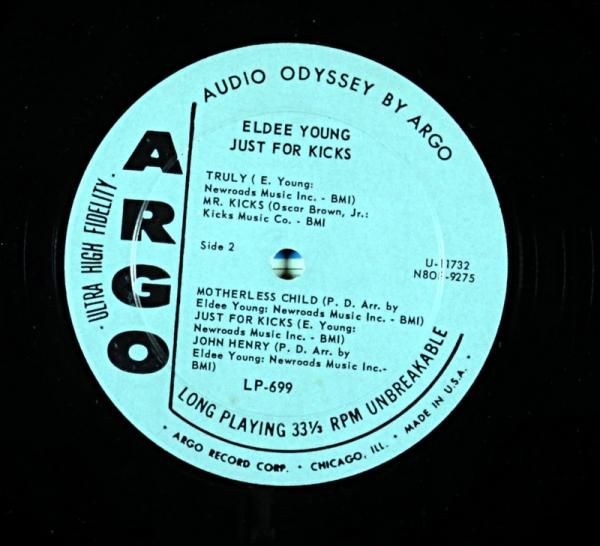 AUDIO ODYSSEY BY ARGO
ARGO
· ULTRA HIGH FIDELITY ·
ELDEE YOUNG
JUST FOR KICKS
TRULY ( E. Young:
Newroads Music Inc. - BMI)
MR. KICKS (Oscar Brown, Jr.:
Kicks Music Co. - BMI
Side 2
U-11732
MOTHERLESS CHILD (P. D. Arr. by
Eldee Young: Newroads Music Inc. - BMI)
JUST FOR KICKS (E. Young:
Newroads Music Inc. - BMI)
JOHN HENRY (P. D. Arr. by
Eldee Young: Newroads Music Inc.-
BMI)
LP-699
LONG PLAYING 33⅓ RPM UNBREAKABLE
• ARGO RECORD CORP. • CHICAGO, ILL. • MADE IN U.S.A. •